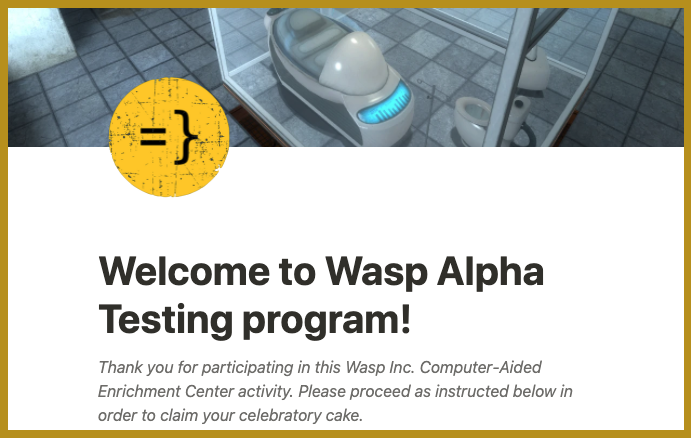 =}
Welcome to Wasp Alpha
Testing program!
Thank you for participating in this Wasp Inc. Computer-Aided
Enrichment Center activity. Please proceed as instructed below in
order to claim your celebratory cake.